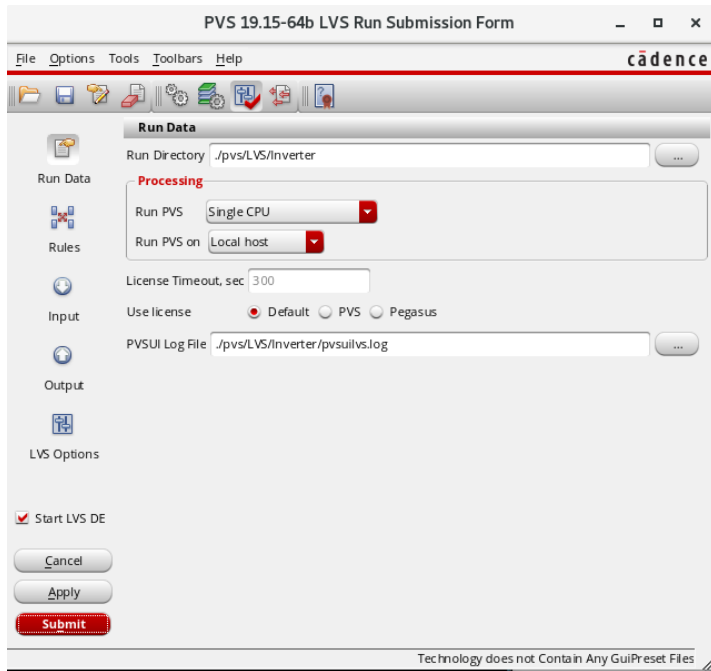 PVS 19.15-64b LVS Run Submission Form
File Options Tools Toolbars Help
cādence
Run Data
Run Data
Rules
Input
Output
LVS Options
Run Directory ./pvs/LVS/Inverter ...
Processing
Run PVS Single CPU
Run PVS on Local host
License Timeout, sec 300
Use license Default PVS Pegasus
PVSUI Log File ./pvs/LVS/Inverter/pvsuilvs.log ...
Start LVS DE
Cancel
Apply
Submit
Technology does not Contain Any GuiPreset Files